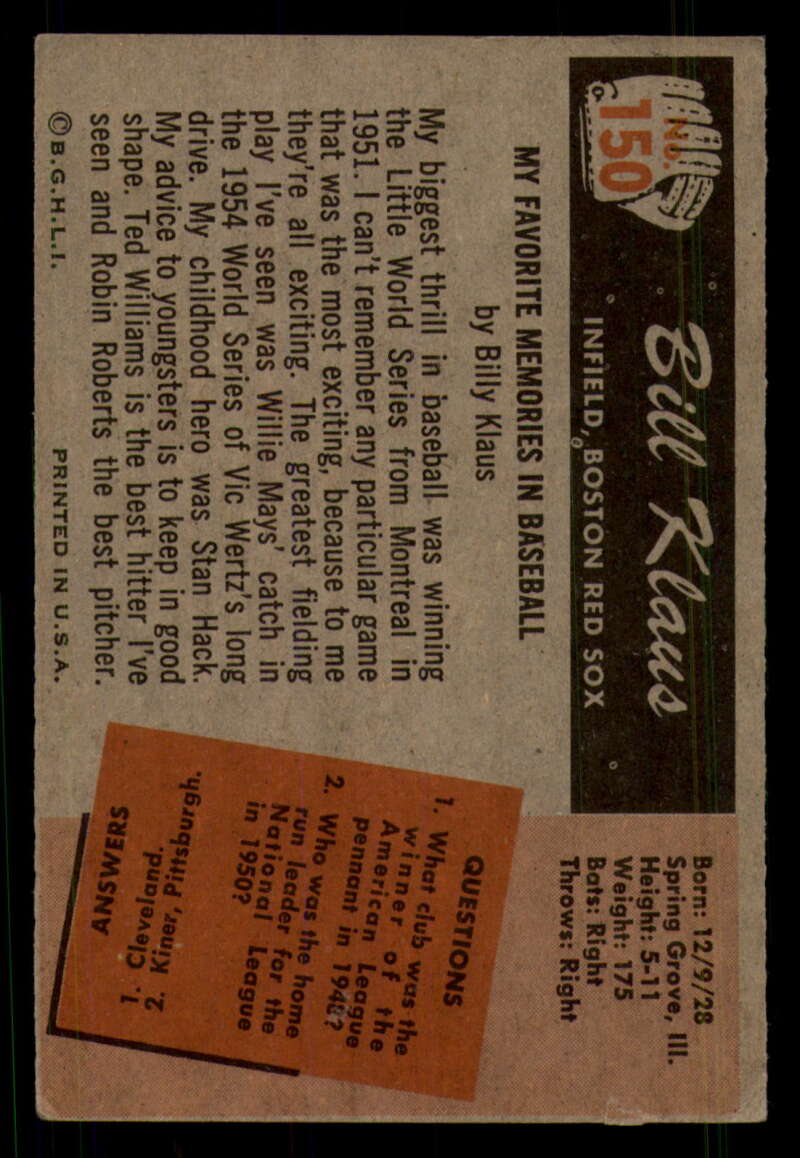 No.
150
Bill Klaus
INFIELD, BOSTON RED SOX
Born: 12/9/28
Spring Grove, Ill.
Height: 5-11
Weight: 175
Bats: Right
Throws: Right
MY FAVORITE MEMORIES IN BASEBALL
by Billy Klaus
My biggest thrill in baseball was winning
the Little World Series from Montreal in
1951. I can't remember any particular game
that was the most exciting, because to me
they're all exciting. The greatest fielding
play I've seen was Willie Mays' catch in
the 1954 World Series of Vic Wertz's long
drive. My childhood hero was Stan Hack.
My advice to youngsters is to keep in good
shape. Ted Williams is the best hitter I've
seen and Robin Roberts the best pitcher.
© B.G.H.L.I. PRINTED IN U.S.A.
QUESTIONS
1. What club was the
winner of the
American League
pennant in 1948?
2. Who was the home
run leader for the
National League
in 1950?
ANSWERS
1. Cleveland.
2. Kiner, Pittsburgh.